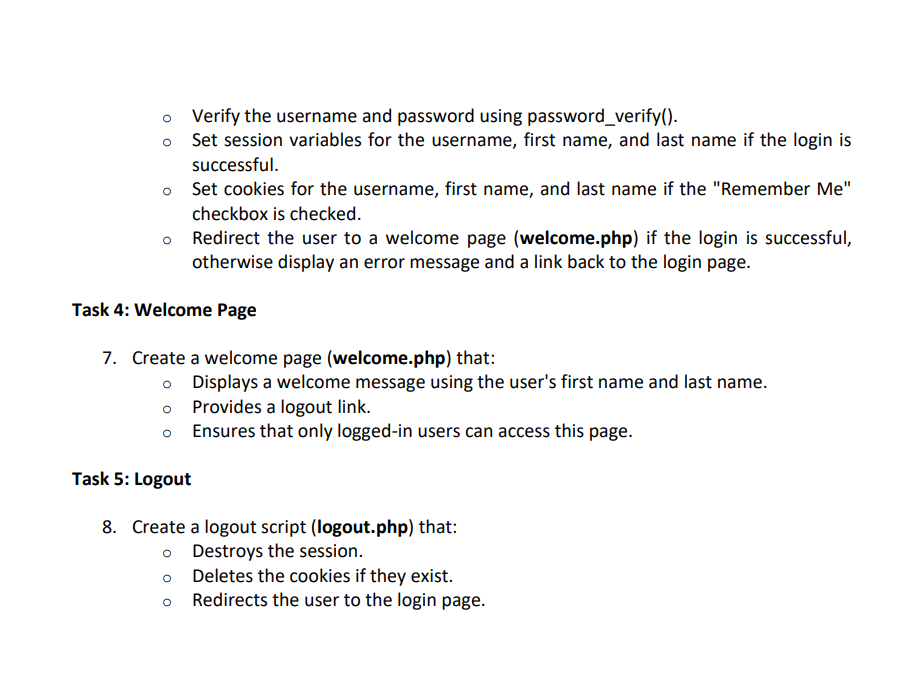 ○ Verify the username and password using password_verify().
○ Set session variables for the username, first name, and last name if the login is
successful.
○ Set cookies for the username, first name, and last name if the "Remember Me"
checkbox is checked.
○ Redirect the user to a welcome page (welcome.php) if the login is successful,
otherwise display an error message and a link back to the login page.
Task 4: Welcome Page
7. Create a welcome page (welcome.php) that:
○ Displays a welcome message using the user's first name and last name.
○ Provides a logout link.
○ Ensures that only logged-in users can access this page.
Task 5: Logout
8. Create a logout script (logout.php) that:
○ Destroys the session.
○ Deletes the cookies if they exist.
○ Redirects the user to the login page.